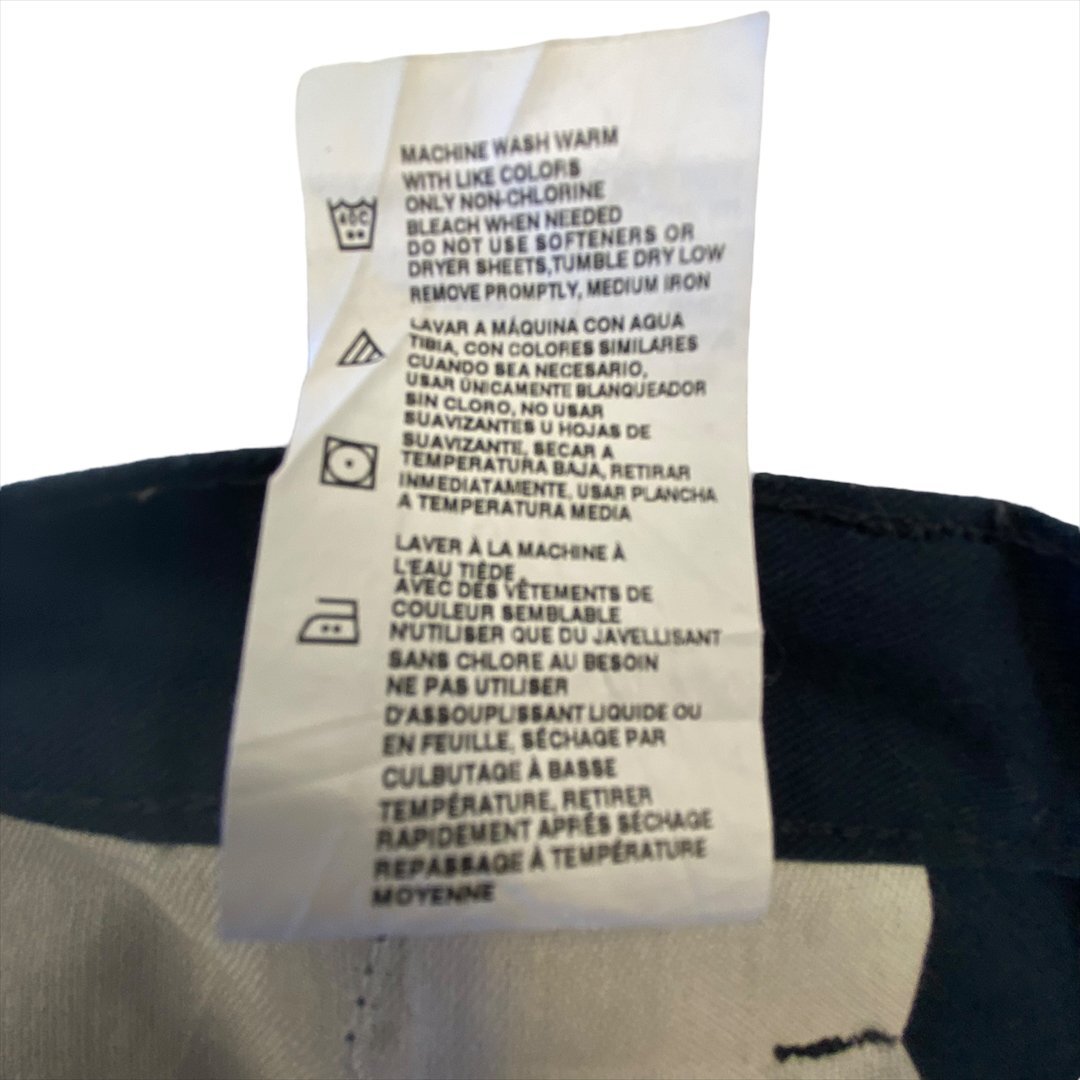 MACHINE WASH WARM
WITH LIKE COLORS
ONLY NON-CHLORINE
BLEACH WHEN NEEDED
DO NOT USE SOFTENERS OR
DRYER SHEETS,TUMBLE DRY LOW
REMOVE PROMPTLY, MEDIUM IRON
40C
LAVAR A MÁQUINA CON AGUA
TIBIA, CON COLORES SIMILARES
CUANDO SEA NECESARIO,
USAR ÚNICAMENTE BLANQUEADOR
SIN CLORO, NO USAR
SUAVIZANTES U HOJAS DE
SUAVIZANTE, SECAR A
TEMPERATURA BAJA, RETIRAR
INMEDIATAMENTE, USAR PLANCHA
A TEMPERATURA MEDIA
LAVER À LA MACHINE À
L'EAU TIÈDE,
AVEC DES VÊTEMENTS DE
COULEUR SEMBLABLE
N'UTILISER QUE DU JAVELLISANT
SANS CHLORE AU BESOIN
NE PAS UTILISER
D'ASSOUPLISSANT LIQUIDE OU
EN FEUILLE, SÉCHAGE PAR
CULBUTAGE À BASSE
TEMPÉRATURE, RETIRER
RAPIDEMENT APRÉS SÉCHAGE
REPASSAGE À TEMPÉRATURE
MOYENNE